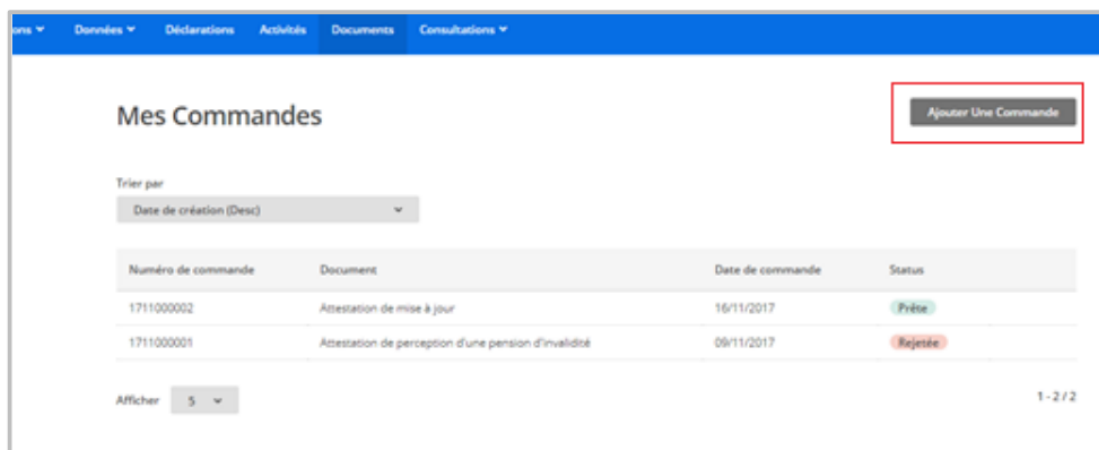 ons Données Déclarations Activités Documents Consultations
Mes Commandes
Ajouter Une Commande
Trier par
Date de création (Desc)
Numéro de commande Document Date de commande Status
1711000002 Attestation de mise à jour 16/11/2017 Prête
1711000001 Attestation de perception d'une pension d'invalidité 09/11/2017 Rejetée
Afficher 5 1 - 2 / 2